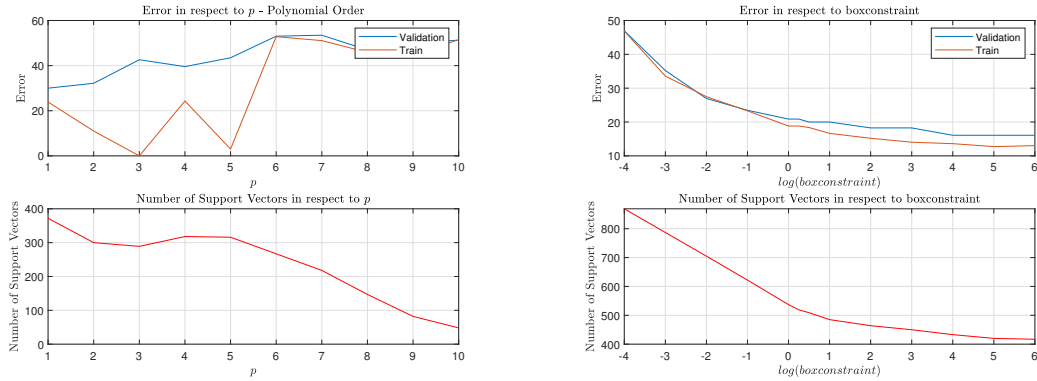 Error in respect to p - Polynomial Order
60
40
20
0
Error
Validation
Train
1 2 3 4 5 6 7 8 9 10
p
Error in respect to boxconstraint
50
40
30
20
10
Error
Validation
Train
-4 -3 -2 -1 0 1 2 3 4 5 6
log(boxconstraint)
Number of Support Vectors in respect to p
400
300
200
100
0
Number of Support Vectors
1 2 3 4 5 6 7 8 9 10
p
Number of Support Vectors in respect to boxconstraint
800
700
600
500
400
Number of Support Vectors
-4 -3 -2 -1 0 1 2 3 4 5 6
log(boxconstraint)